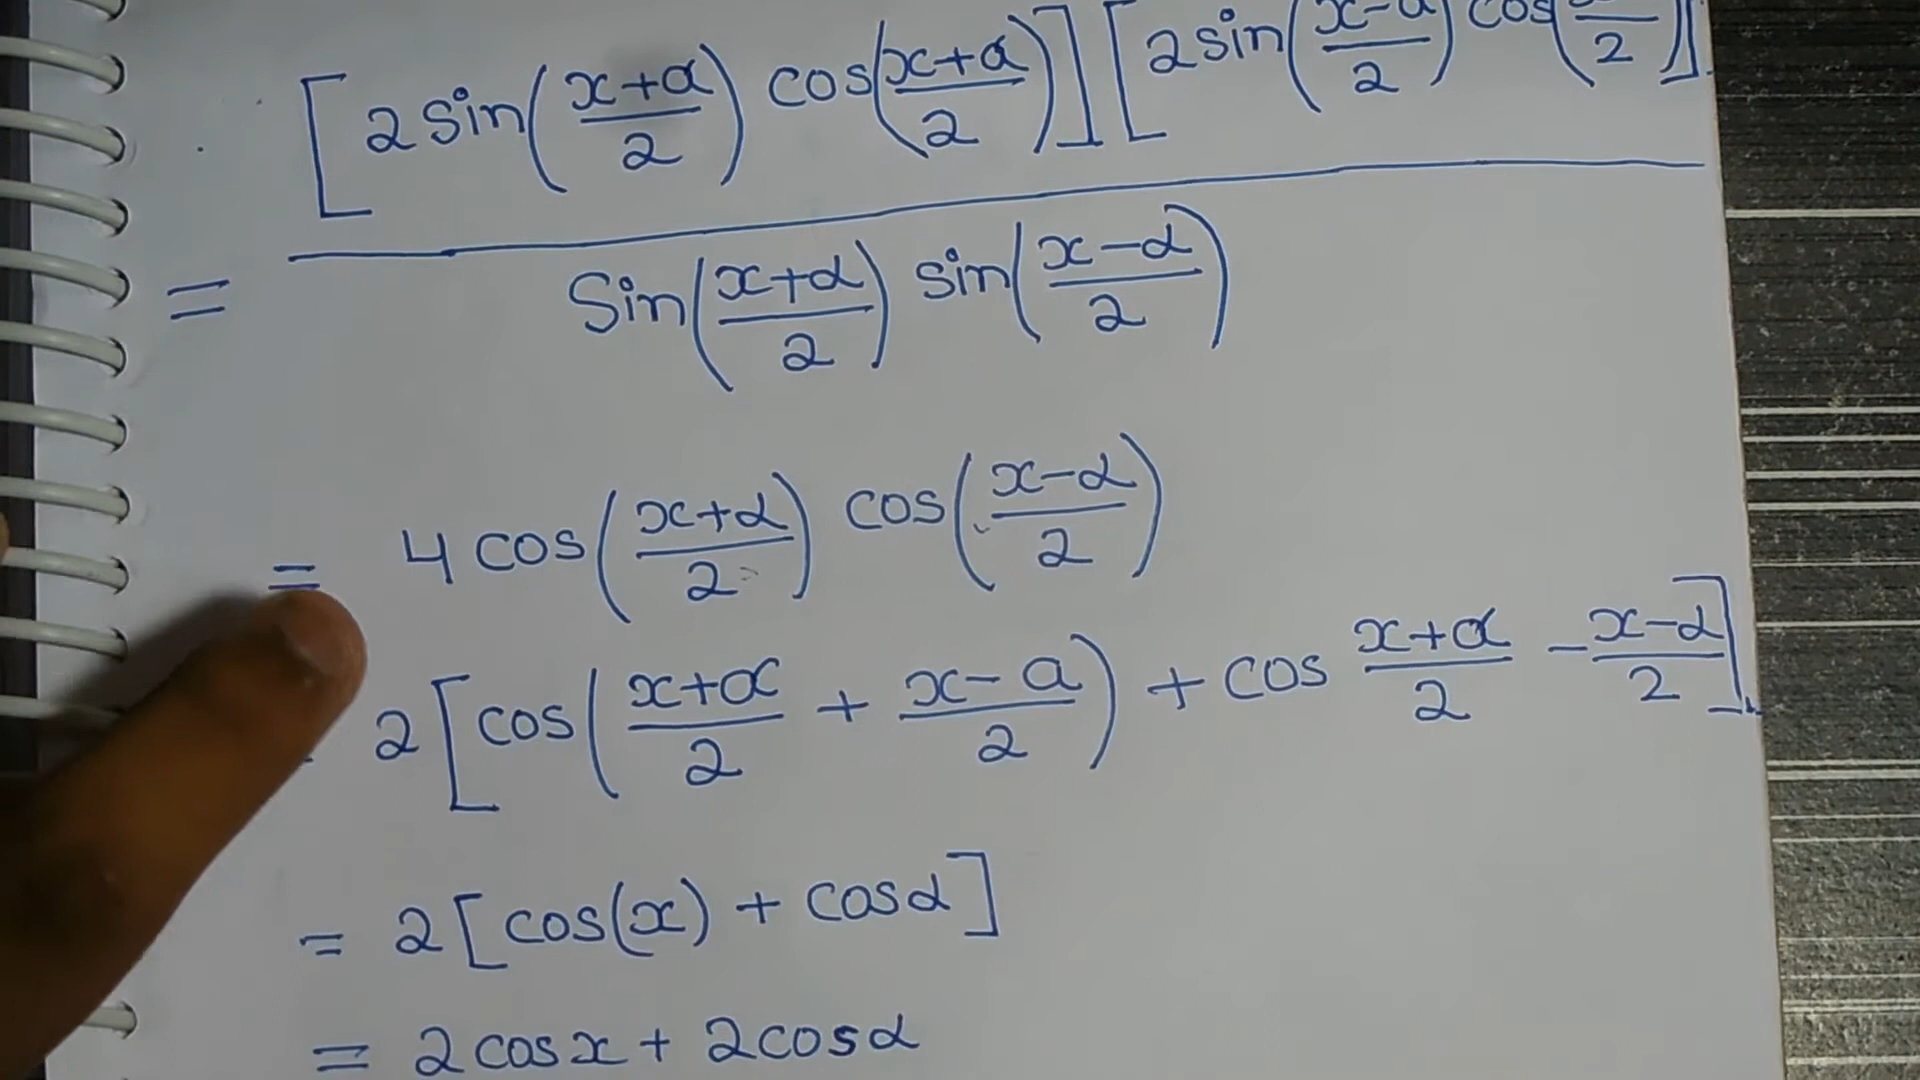 [2sin((x+α)/2) cos((x+α)/2)][2sin((x-α)/2) cos( /2)]
= Sin((x+α)/2) sin((x-α)/2)
= 4cos((x+α)/2) cos((x-α)/2)
2[cos((x+α)/2 + (x-a)/2) + cos (x+α)/2 - (x-α)/2]
= 2[cos(x) + cosα]
= 2cosx + 2cosα